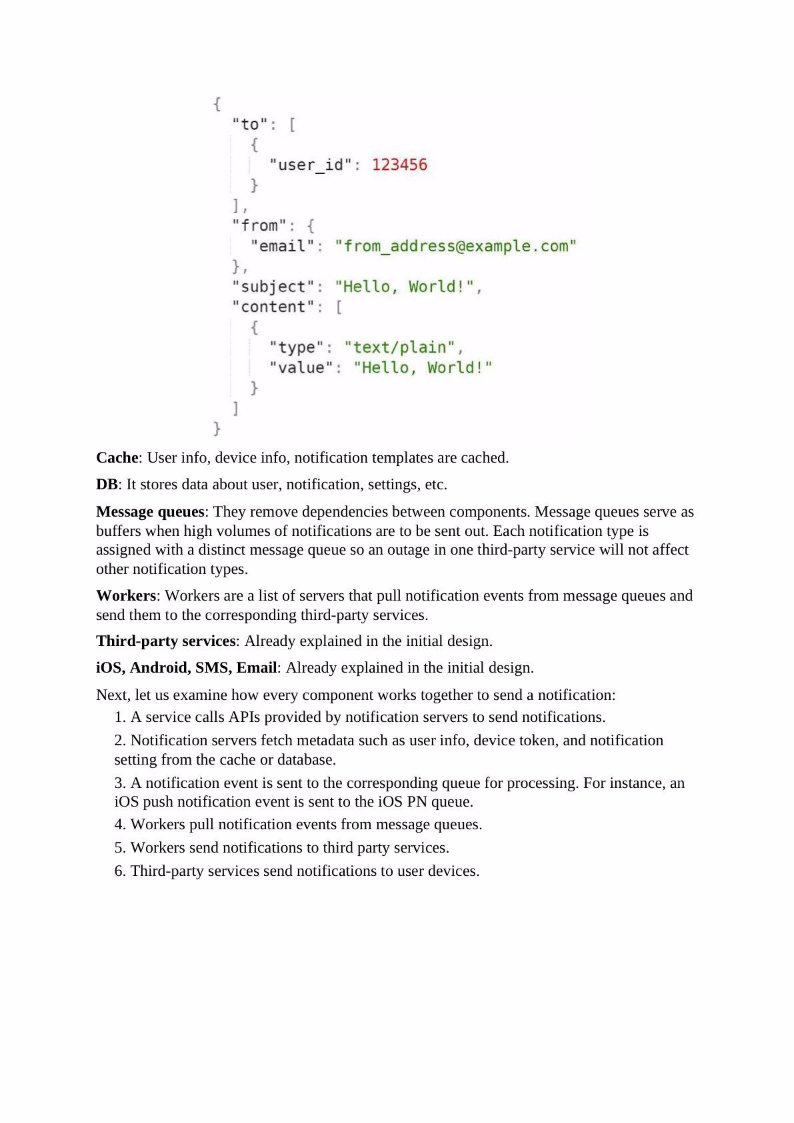 {
"to": [
{
"user_id": 123456
}
],
"from": {
"email": "from_address@example.com"
},
"subject": "Hello, World!",
"content": [
{
"type": "text/plain",
"value": "Hello, World!"
}
]
}
Cache: User info, device info, notification templates are cached.
DB: It stores data about user, notification, settings, etc.
Message queues: They remove dependencies between components. Message queues serve as
buffers when high volumes of notifications are to be sent out. Each notification type is
assigned with a distinct message queue so an outage in one third-party service will not affect
other notification types.
Workers: Workers are a list of servers that pull notification events from message queues and
send them to the corresponding third-party services.
Third-party services: Already explained in the initial design.
iOS, Android, SMS, Email: Already explained in the initial design.
Next, let us examine how every component works together to send a notification:
1. A service calls APIs provided by notification servers to send notifications.
2. Notification servers fetch metadata such as user info, device token, and notification
setting from the cache or database.
3. A notification event is sent to the corresponding queue for processing. For instance, an
iOS push notification event is sent to the iOS PN queue.
4. Workers pull notification events from message queues.
5. Workers send notifications to third party services.
6. Third-party services send notifications to user devices.